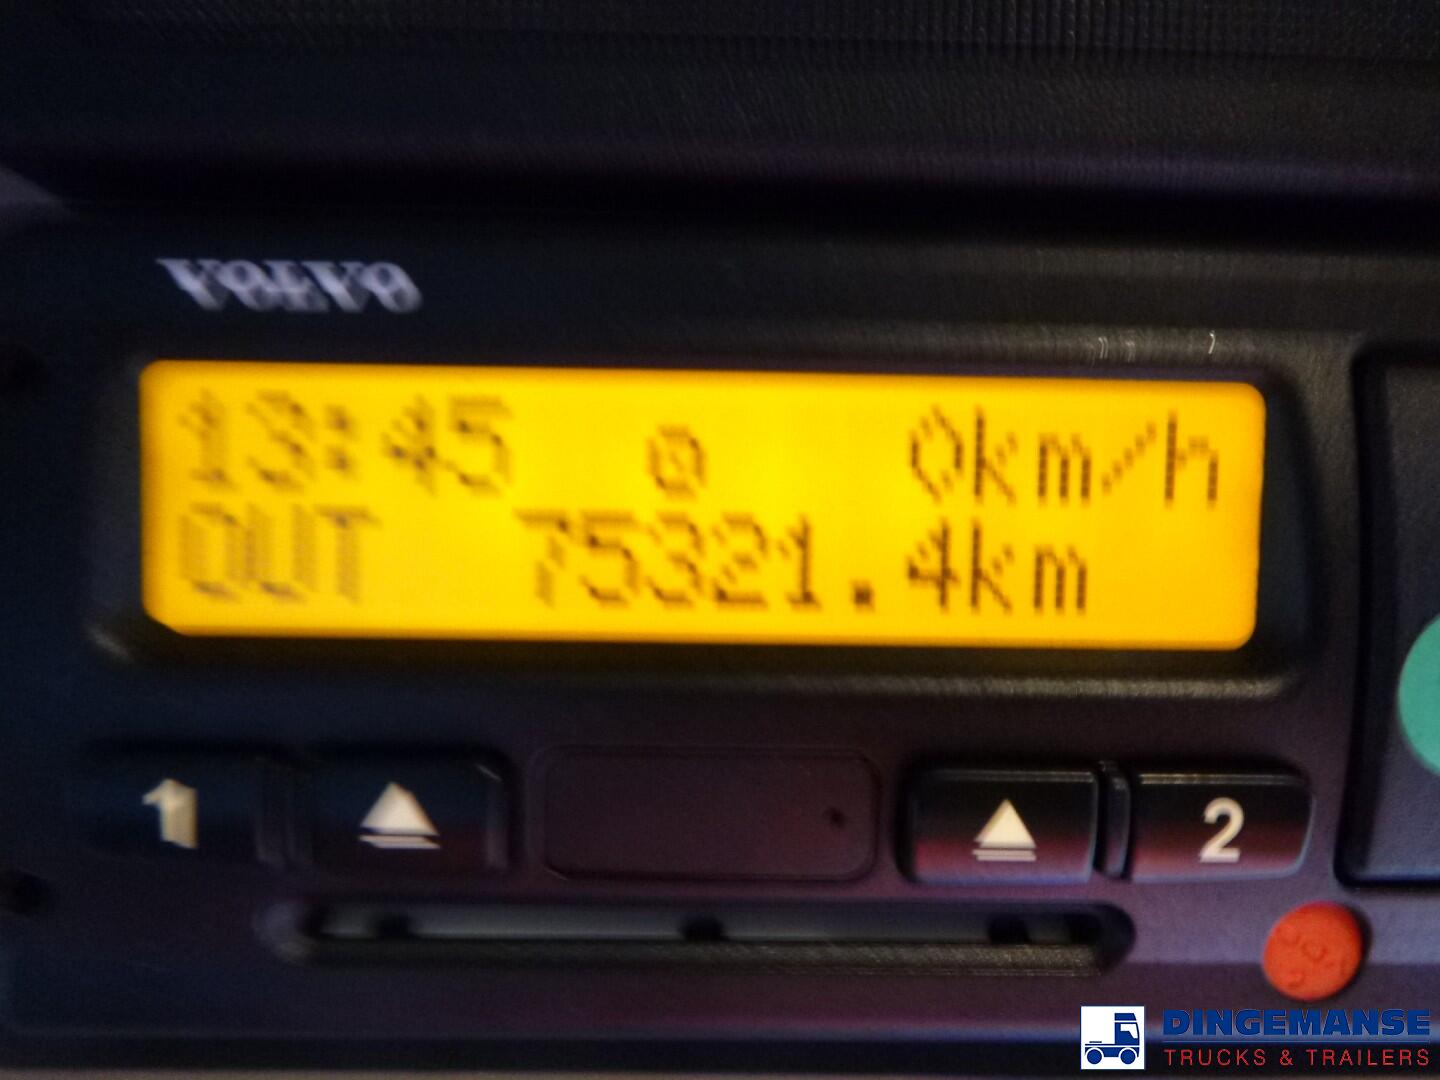 VOLVO
13:45 0 0km/h
OUT 75321.4km
1 2
DINGEMANSE
TRUCKS & TRAILERS